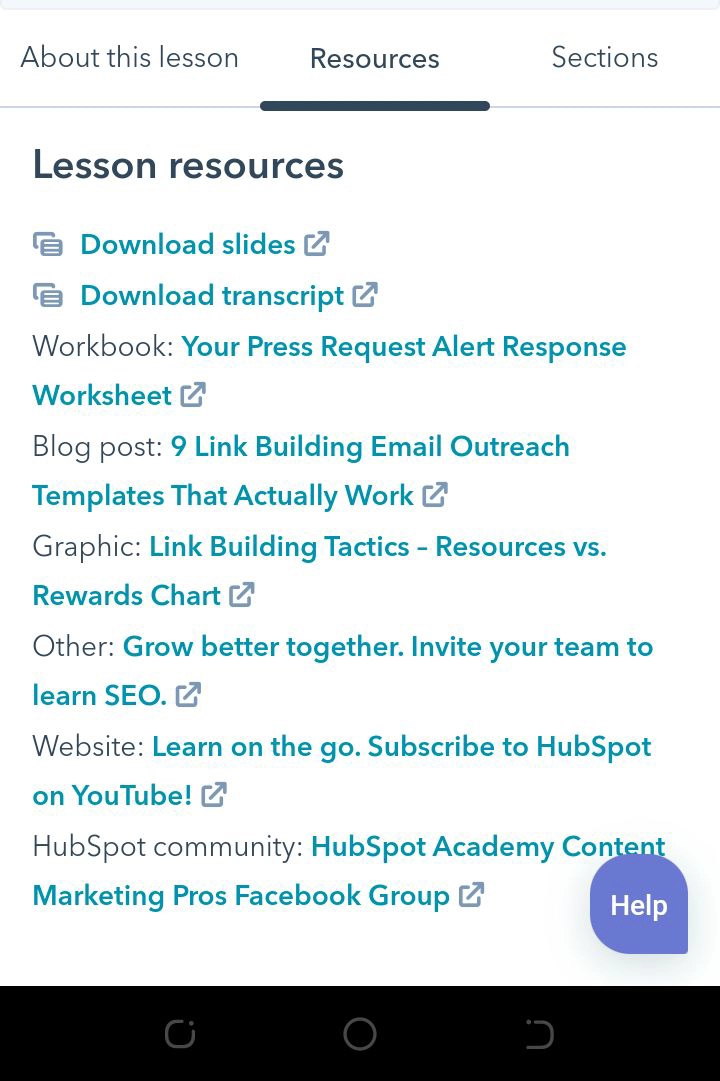 About this lesson Resources Sections
Lesson resources
Download slides
Download transcript
Workbook: Your Press Request Alert Response
Worksheet
Blog post: 9 Link Building Email Outreach
Templates That Actually Work
Graphic: Link Building Tactics – Resources vs.
Rewards Chart
Other: Grow better together. Invite your team to
learn SEO.
Website: Learn on the go. Subscribe to HubSpot
on YouTube!
HubSpot community: HubSpot Academy Content
Marketing Pros Facebook Group
Help